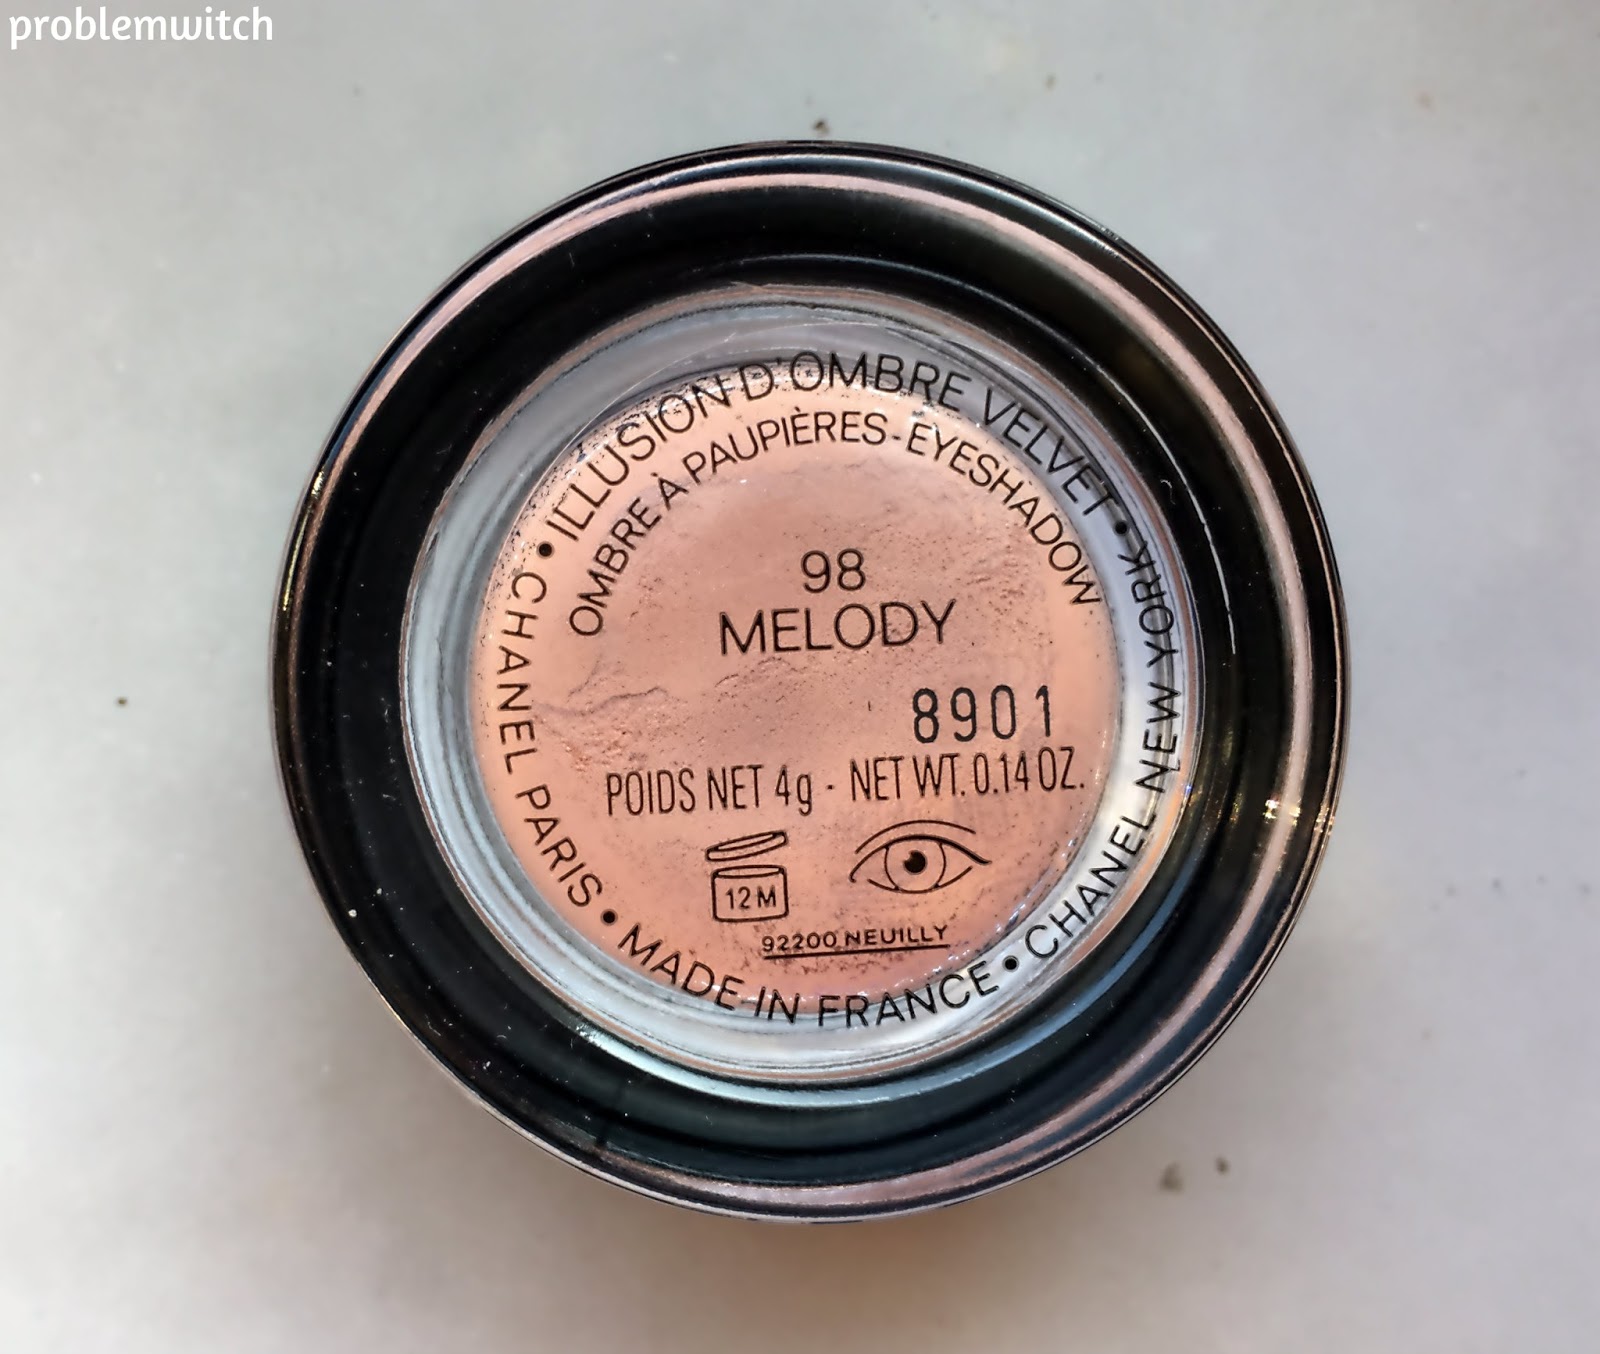 problemwitch
• ILLUSION D'OMBRE VELVET •
OMBRE À PAUPIÈRES - EYESHADOW
98
MELODY
8901
POIDS NET 4g - NET WT. 0.14 OZ.
12 M
92200 NEUILLY
CHANEL PARIS • MADE IN FRANCE • CHANEL NEW YORK